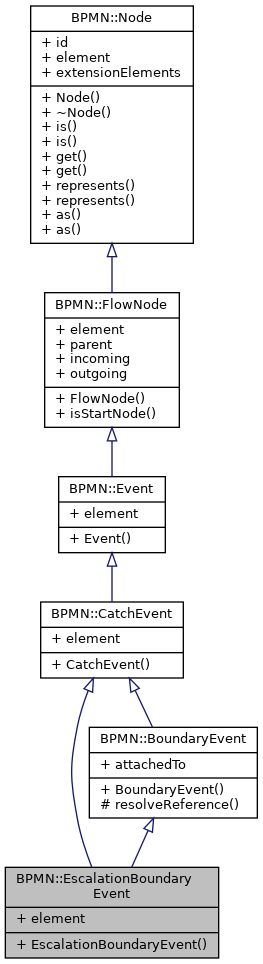 BPMN::Node
+ id
+ element
+ extensionElements
+ Node()
+ ~Node()
+ is()
+ is()
+ get()
+ get()
+ represents()
+ represents()
+ as()
+ as()
BPMN::FlowNode
+ element
+ parent
+ incoming
+ outgoing
+ FlowNode()
+ isStartNode()
BPMN::Event
+ element
+ Event()
BPMN::CatchEvent
+ element
+ CatchEvent()
BPMN::BoundaryEvent
+ attachedTo
+ BoundaryEvent()
# resolveReference()
BPMN::EscalationBoundary
Event
+ element
+ EscalationBoundaryEvent()